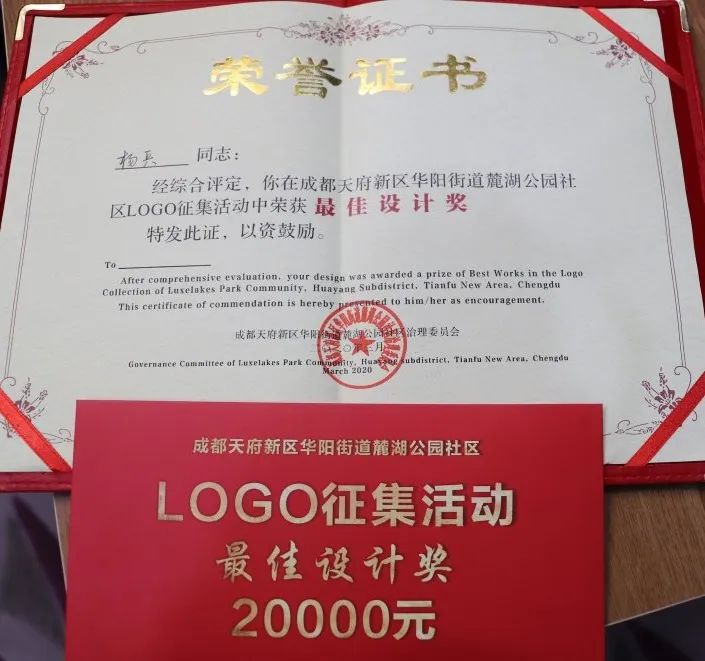 荣誉证书
杨兵 同志：
经综合评定，你在成都天府新区华阳街道麓湖公园社
区LOGO征集活动中荣获 最佳设计奖
特发此证，以资鼓励。
To
After comprehensive evaluation, your design was awarded a prize of Best Works in the Logo
Collection of Luxelakes Park Community, Huayang Subdistrict, Tianfu New Area, Chengdu
This certificate of commendation is hereby presented to him/her as encouragement.
成都天府新区华阳街道麓湖公园社区治理委员会
二〇二〇年三月
Governance Committee of Luxelakes Park Community, Huayang Subdistrict, Tianfu New Area, Chengdu
March 2020
成都天府新区华阳街道麓湖公园社区
LOGO征集活动
最佳设计奖
20000元